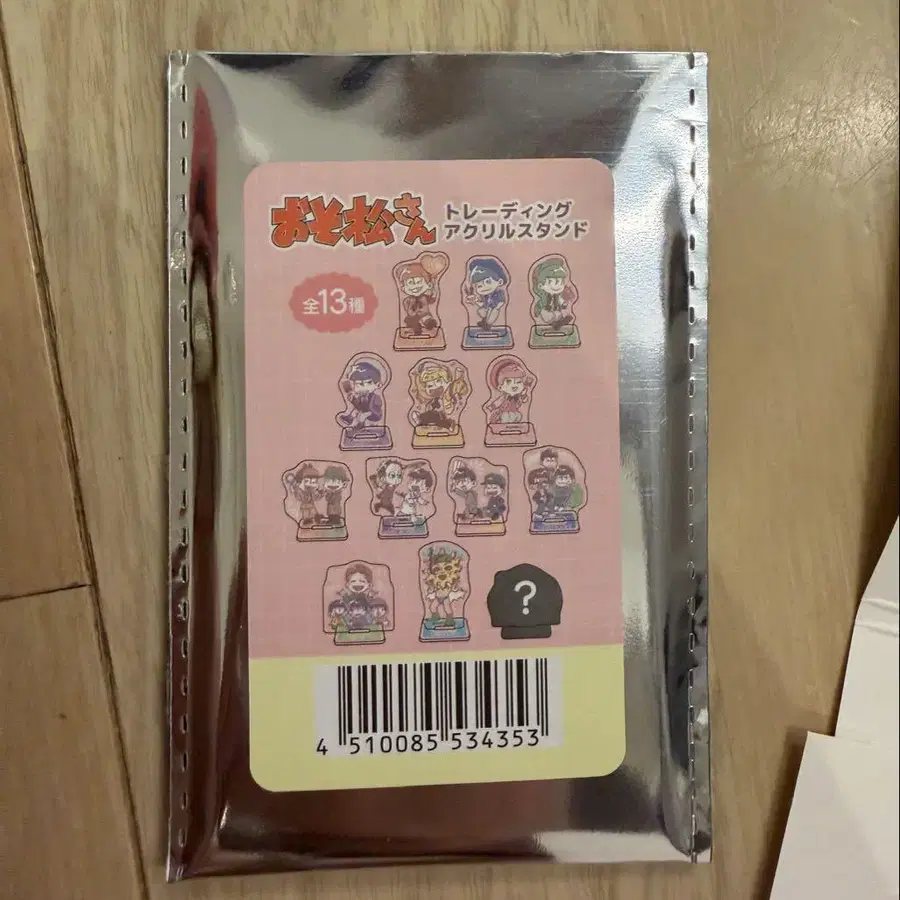 おそ松さん
トレーディング
アクリルスタンド
全13種
?
4 510085 534353